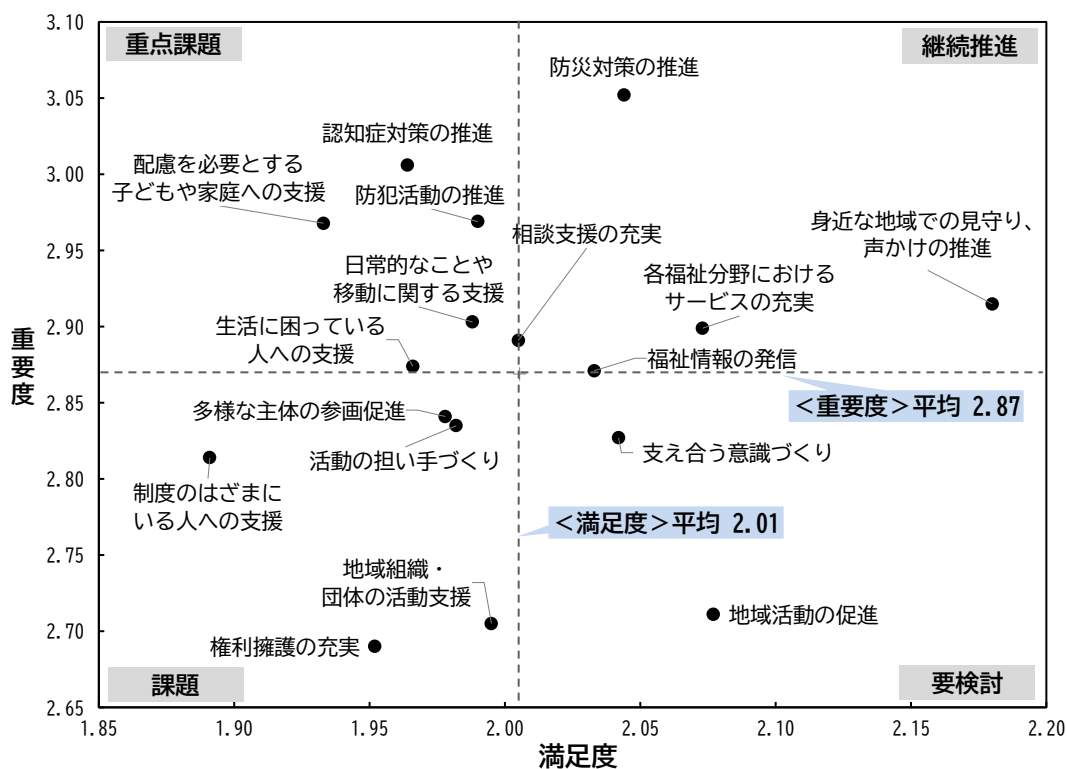 3.10
3.05
3.00
2.95
2.90
2.85
2.80
2.75
2.70
2.65
重要度
重点課題
継続推進
防災対策の推進
認知症対策の推進
配慮を必要とする
子どもや家庭への支援
防犯活動の推進
相談支援の充実
身近な地域での見守り、
声かけの推進
日常的なことや
移動に関する支援
各福祉分野における
サービスの充実
生活に困っている
人への支援
福祉情報の発信
<重要度>平均 2.87
多様な主体の参画促進
活動の担い手づくり
支え合う意識づくり
制度のはざまに
いる人への支援
<満足度>平均 2.01
地域組織・
団体の活動支援
地域活動の促進
権利擁護の充実
課題
要検討
1.85 1.90 1.95 2.00 2.05 2.10 2.15 2.20
満足度